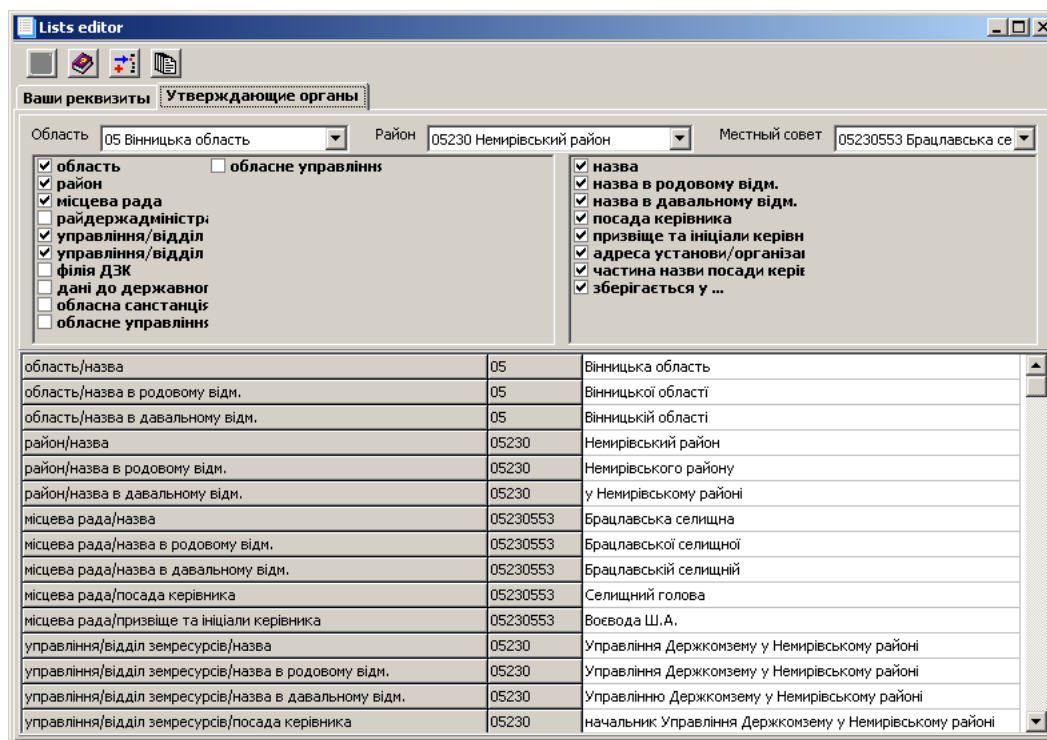 Lists editor
Ваши реквизиты Утверждающие органы
Область 05 Вінницька область Район 05230 Немирівський район Местный совет 05230553 Брацлавська се
область обласне управління
район
місцева рада
райдержадміністра
управління/відділ
управління/відділ
філія ДЗК
дані до державног
обласна санстанція
обласне управління
назва
назва в родовому відм.
назва в давальному відм.
посада керівника
призвіще та ініціали керівн
адреса установи/організац
частина назви посади керів
зберігається у ...
область/назва 05 Вінницька область
область/назва в родовому відм. 05 Вінницької області
область/назва в давальному відм. 05 Вінницькій області
район/назва 05230 Немирівський район
район/назва в родовому відм. 05230 Немирівського району
район/назва в давальному відм. 05230 у Немирівському районі
місцева рада/назва 05230553 Брацлавська селищна
місцева рада/назва в родовому відм. 05230553 Брацлавської селищної
місцева рада/назва в давальному відм. 05230553 Брацлавській селищній
місцева рада/посада керівника 05230553 Селищний голова
місцева рада/призвіще та ініціали керівника 05230553 Воєвода Ш.А.
управління/відділ земресурсів/назва 05230 Управління Держкомзему у Немирівському районі
управління/відділ земресурсів/назва в родовому відм. 05230 Управління Держкомзему у Немирівському районі
управління/відділ земресурсів/назва в давальному відм. 05230 Управлінню Держкомзему у Немирівському районі
управління/відділ земресурсів/посада керівника 05230 начальник Управління Держкомзему у Немирівському районі